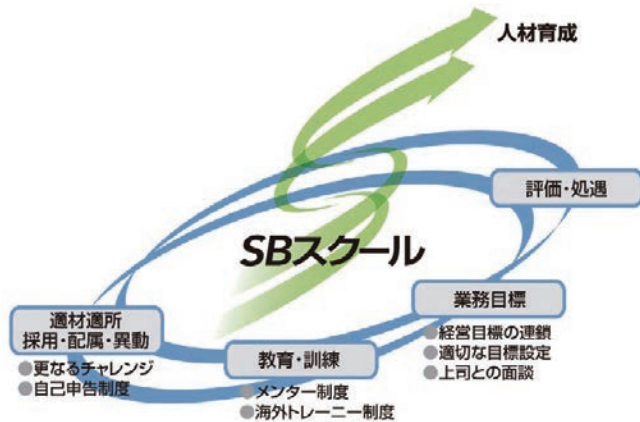 人材育成
評価・処遇
SBスクール
業務目標
●経営目標の連鎖
●適切な目標設定
●上司との面談
適材適所
採用・配属・異動
●更なるチャレンジ
●自己申告制度
教育・訓練
●メンター制度
●海外トレーニー制度